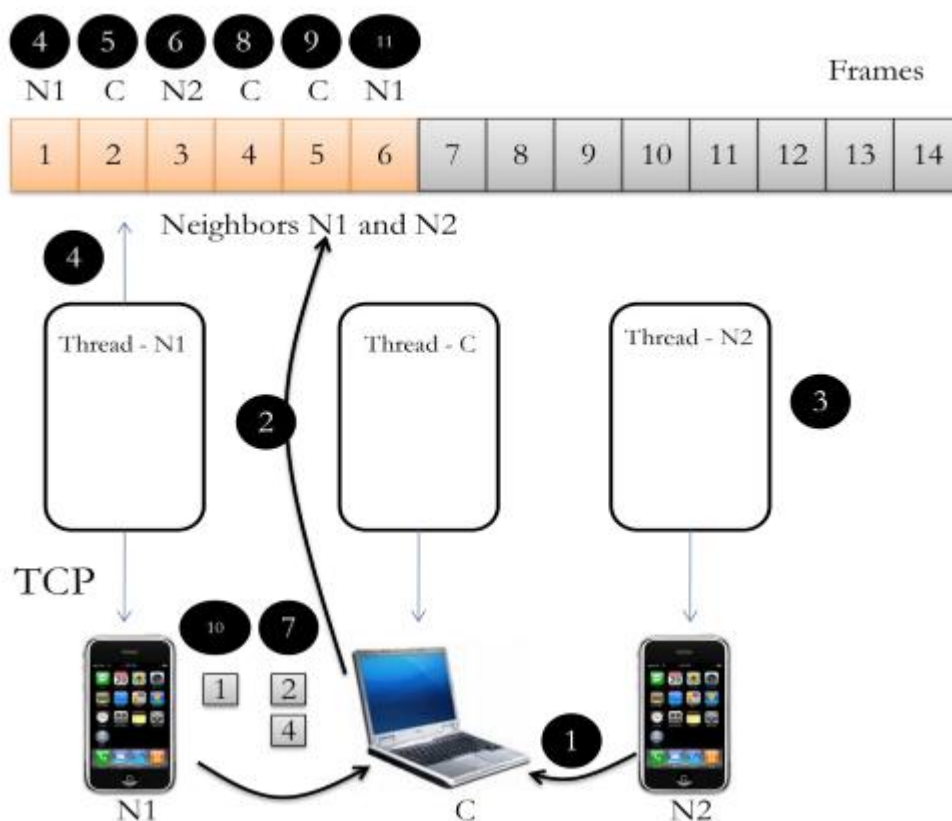 4 5 6 8 9 11
N1 C N2 C C N1
Frames
1 2 3 4 5 6 7 8 9 10 11 12 13 14
Neighbors N1 and N2
4
Thread - N1
Thread - C
Thread - N2
2
3
TCP
10 7
1 2
4
1
N1 C N2